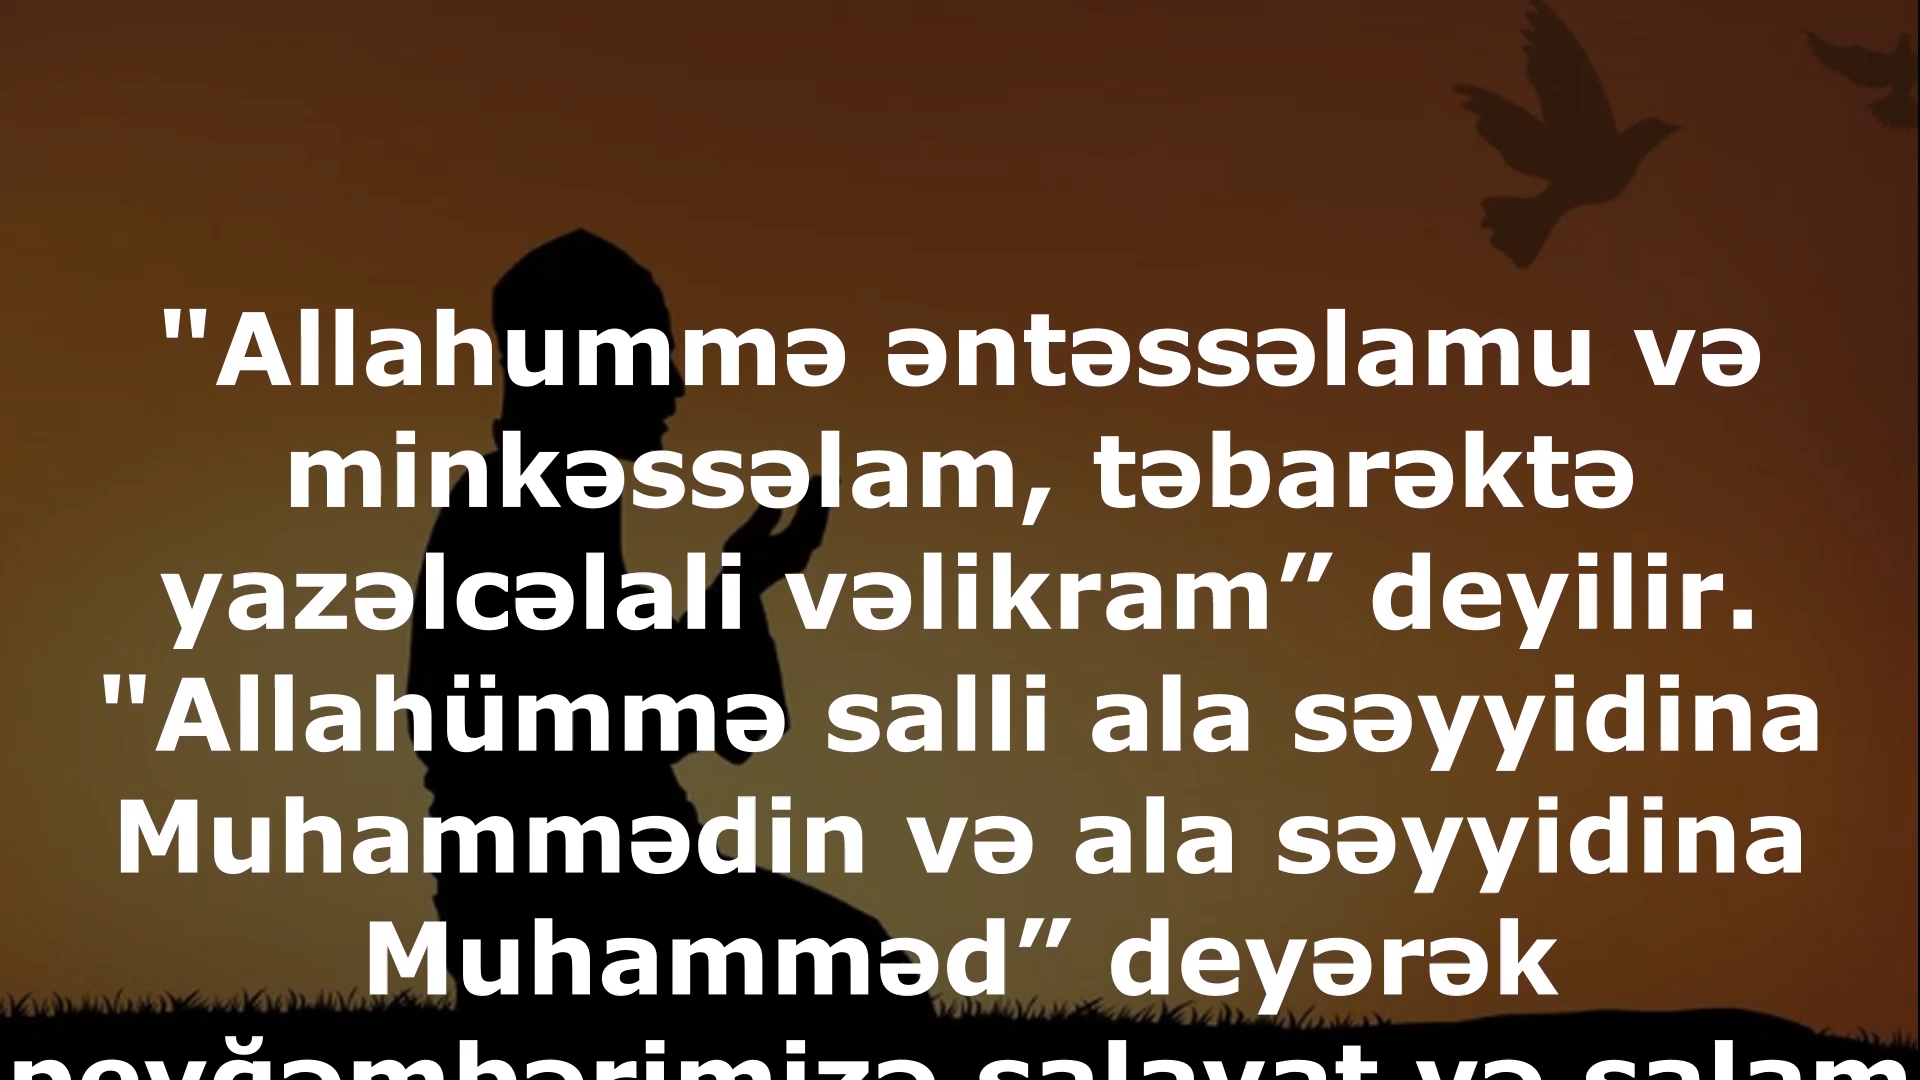 "Allahummə əntəssəlamu və
minkəssəlam, təbarəktə
yazəlcəlali vəlikram” deyilir.
"Allahümmə salli ala səyyidina
Muhammədin və ala səyyidina
Muhamməd” deyərək
peyğəmbərimizə salavat və salam